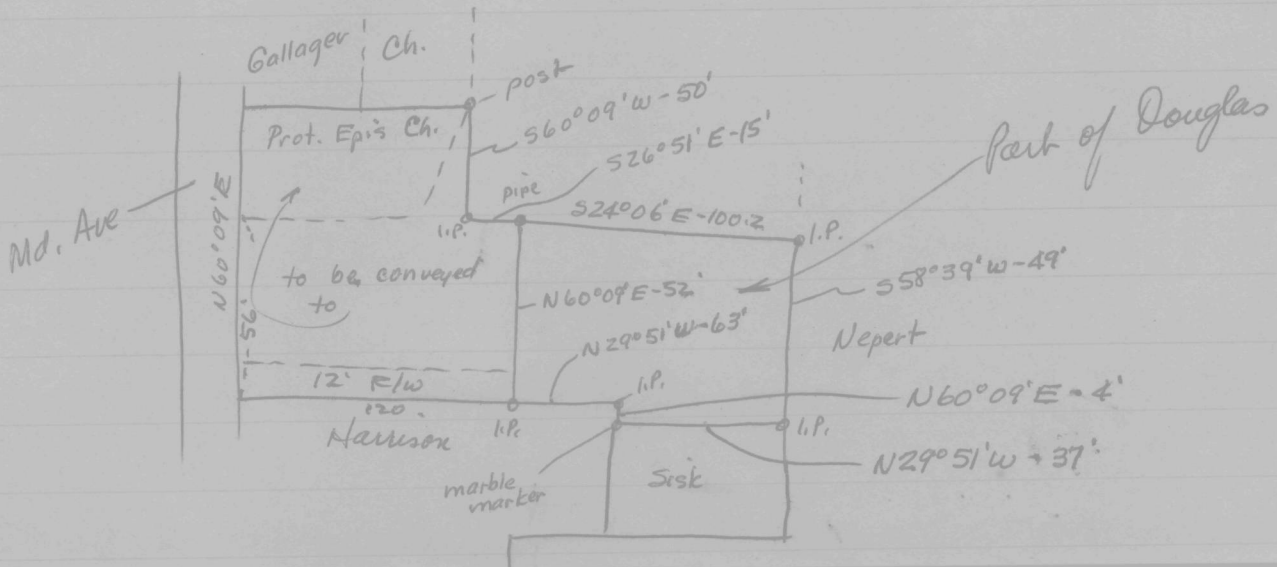 Gallager Ch.
post
Prot. Epis Ch.
S60°09'W-50'
S26°51'E-15'
Part of Douglas
Md. Ave
N60°09'E
pipe
I.P.
S24°06'E-100.2
I.P.
to be conveyed
to
N60°09'E-52'
S58°39'W-49'
N29°51'W-63'
Nepert
12' R/W
120.
Harrison
I.P.
I.P.
N60°09'E-4'
I.P.
N29°51'W-37'
marble
marker
Sisk